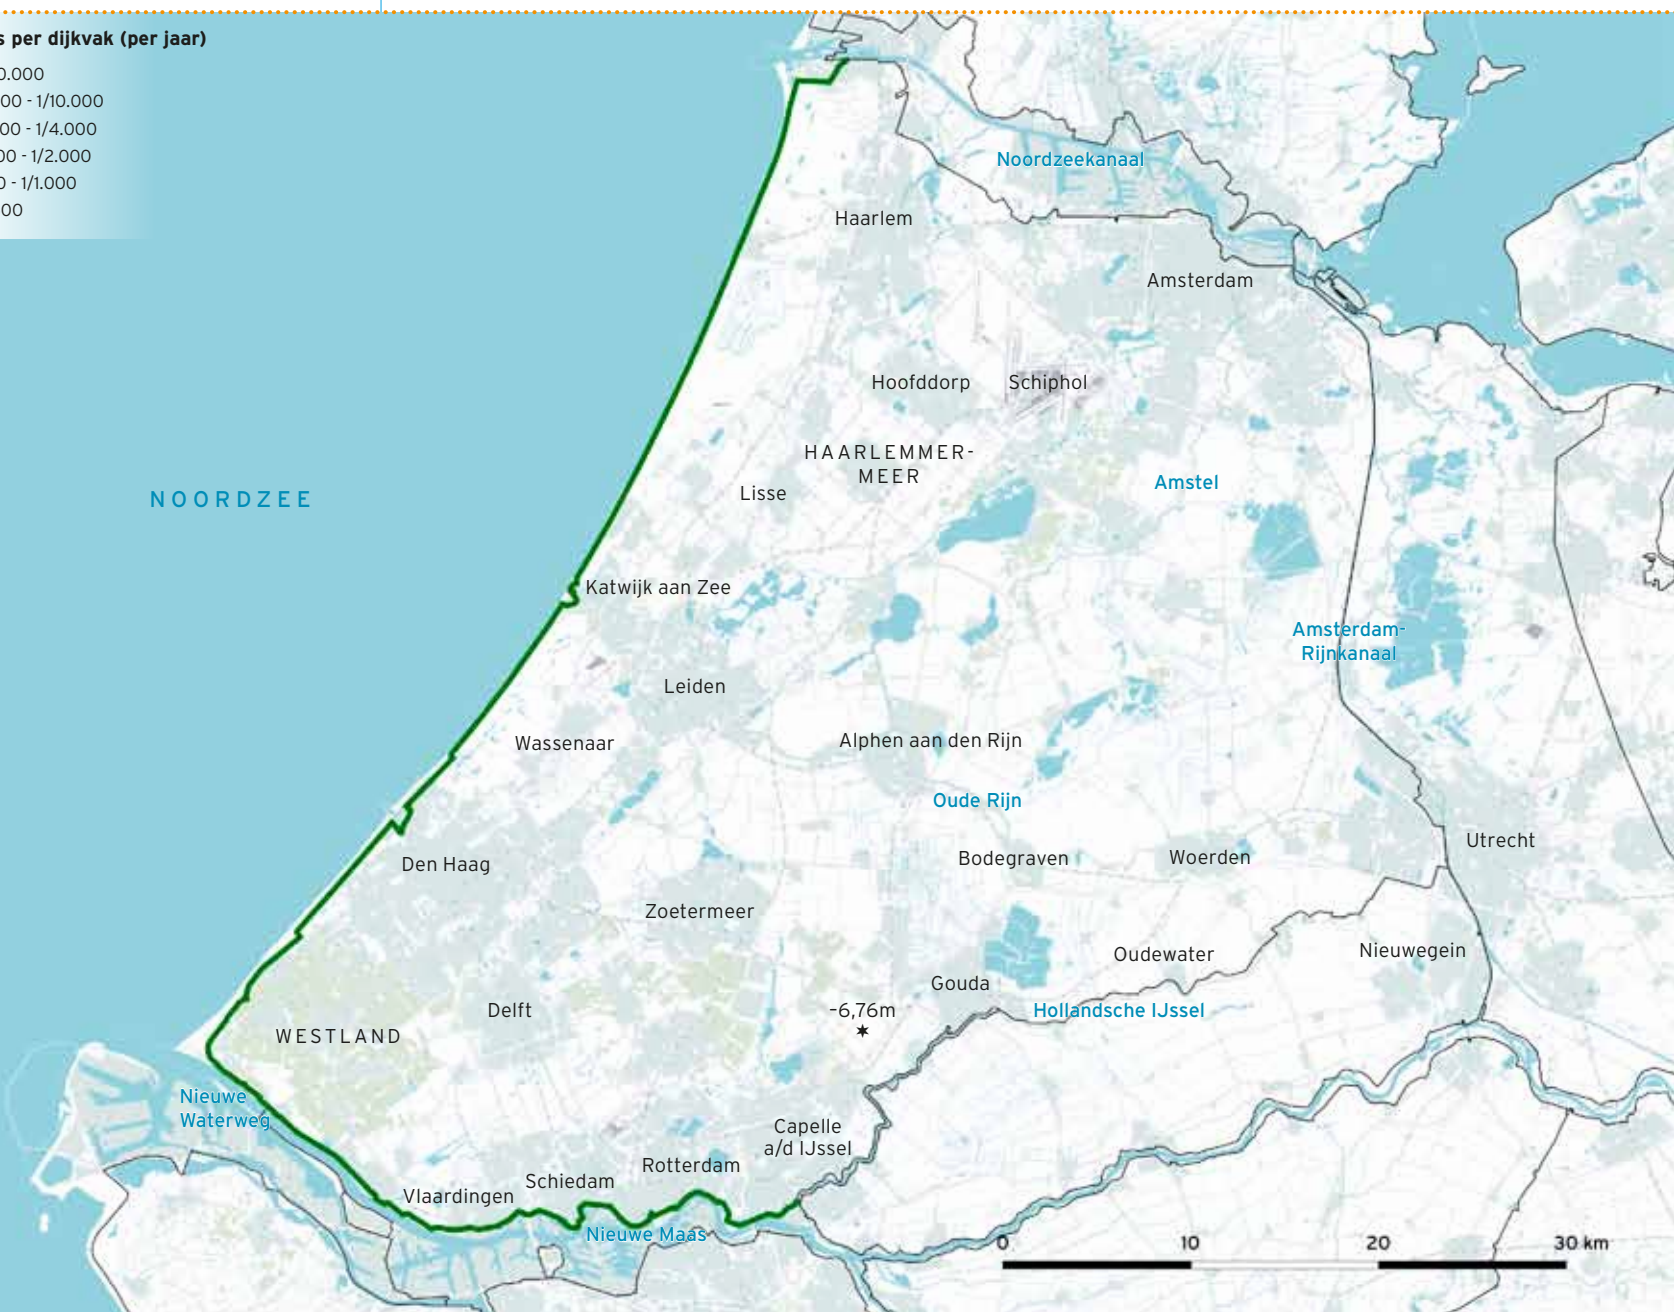 s per dijkvak (per jaar)
0.000
00 - 1/10.000
00 - 1/4.000
00 - 1/2.000
0 - 1/1.000
00
Noordzeekanaal
Haarlem
Amsterdam
Hoofddorp
Schiphol
HAARLEMMER-
MEER
Amstel
Lisse
NOORDZEE
Katwijk aan Zee
Amsterdam-
Rijnkanaal
Leiden
Wassenaar
Alphen aan den Rijn
Oude Rijn
Utrecht
Den Haag
Bodegraven
Woerden
Zoetermeer
Oudewater
Nieuwegein
Gouda
Delft
-6,76m
Hollandsche IJssel
WESTLAND
Nieuwe
Waterweg
Capelle
a/d IJssel
Rotterdam
Schiedam
Vlaardingen
Nieuwe Maas
0
10
20
30 km